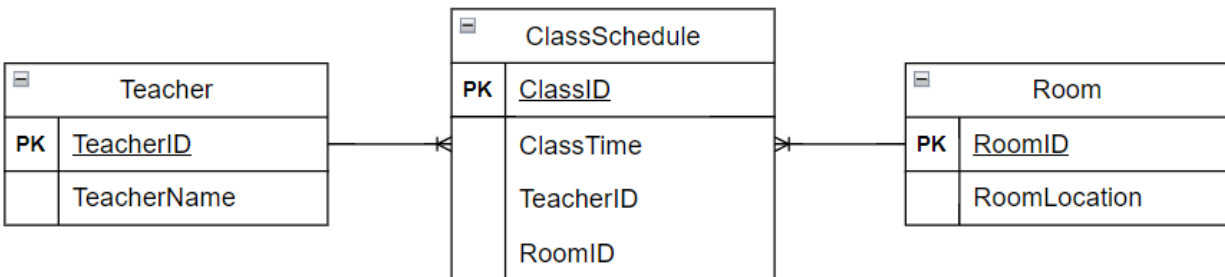 Teacher
PK TeacherID
TeacherName
ClassSchedule
PK ClassID
ClassTime
TeacherID
RoomID
Room
PK RoomID
RoomLocation